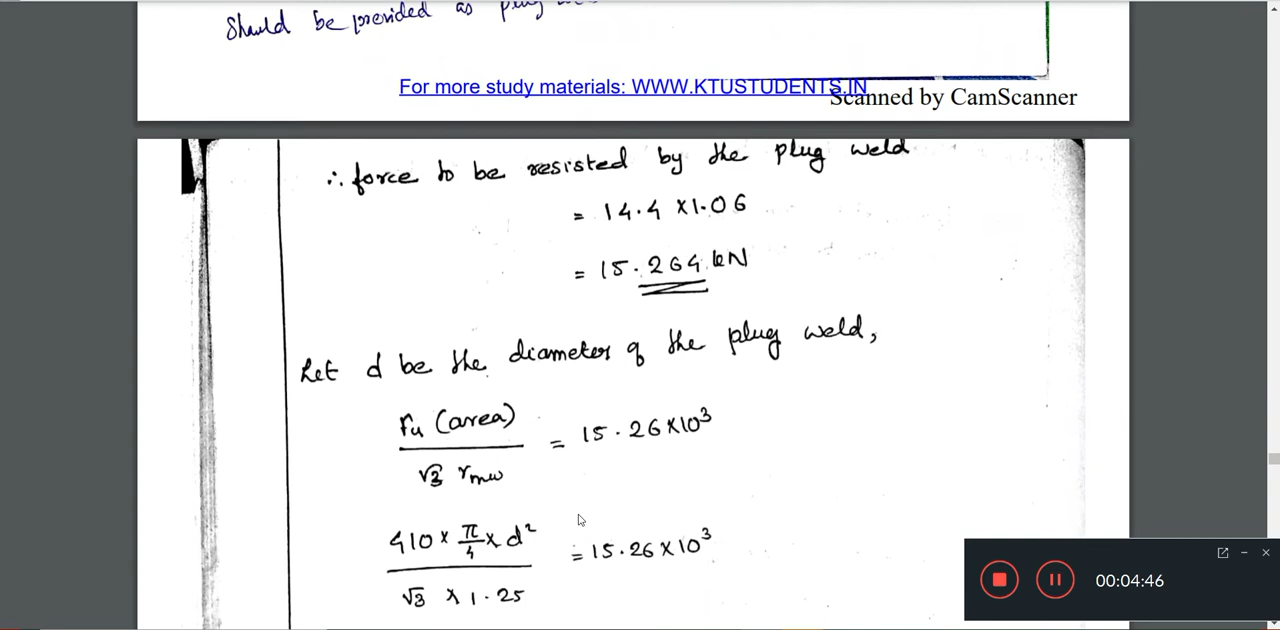 Should be provided as plug
For more study materials: WWW.KTUSTUDENTS.IN
Scanned by CamScanner
∴ force to be resisted by the plug weld
= 14.4 × 1.06
= 15.264 kN
Let d be the diameter of the plug weld,
fu (area) / √3 γmw = 15.26 × 10³
410 × π/4 × d² / √3 × 1.25 = 15.26 × 10³
00:04:46